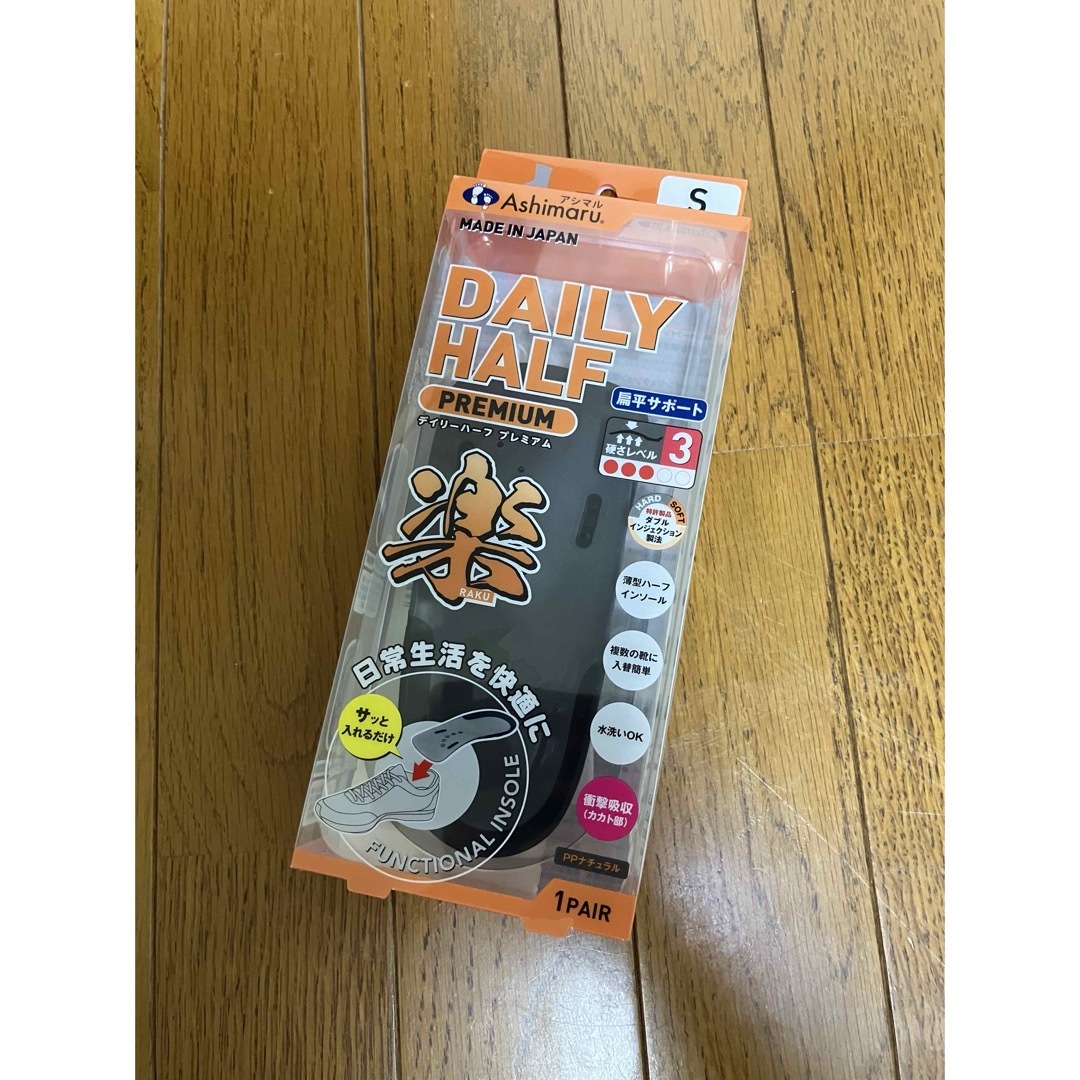 S
アシマル
Ashimaru®
MADE IN JAPAN
DAILY
HALF
PREMIUM
デイリーハーフ プレミアム
扁平サポート
硬さレベル
3
楽
RAKU
HARD SOFT
特許製品
ダブル
インジェクション
製法
薄型ハーフ
インソール
複数の靴に
入替簡単
水洗いOK
衝撃吸収
(カカト部)
日常生活を快適に
サッと
入れるだけ
FUNCTIONAL INSOLE
PPナチュラル
1PAIR